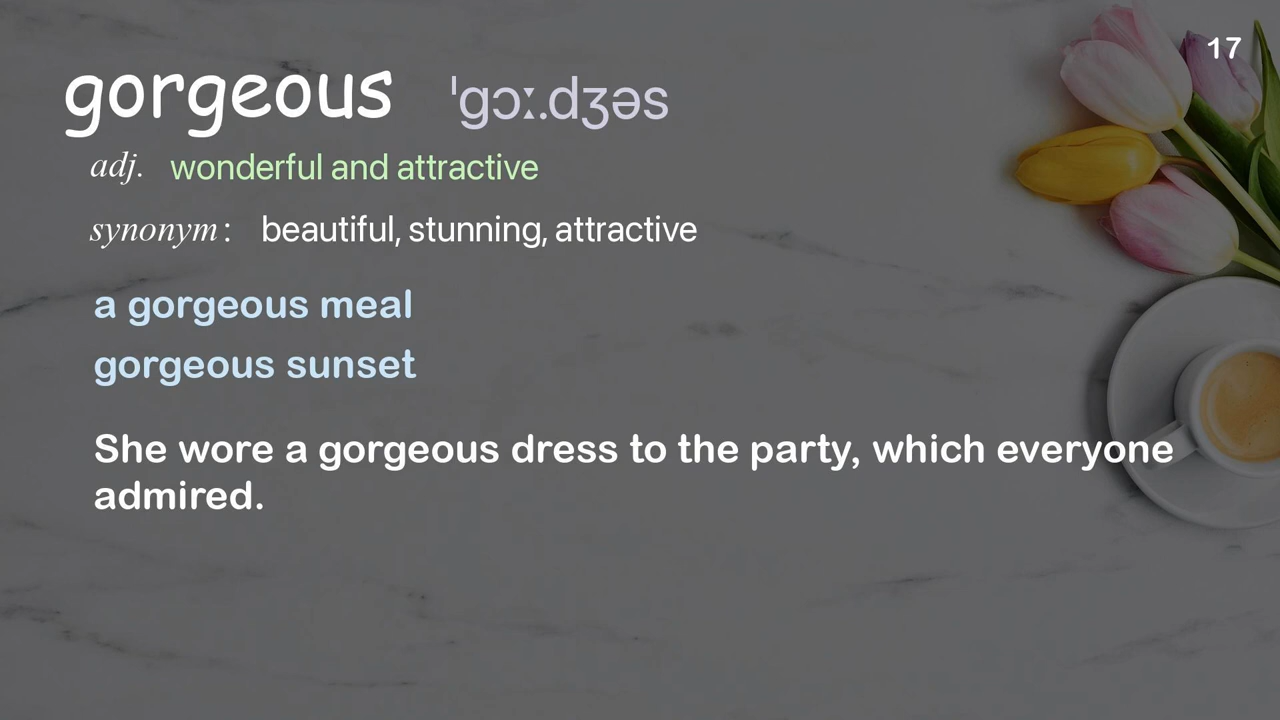 17
gorgeous ˈɡɔː.dʒəs
adj. wonderful and attractive
synonym: beautiful, stunning, attractive
a gorgeous meal
gorgeous sunset
She wore a gorgeous dress to the party, which everyone
admired.